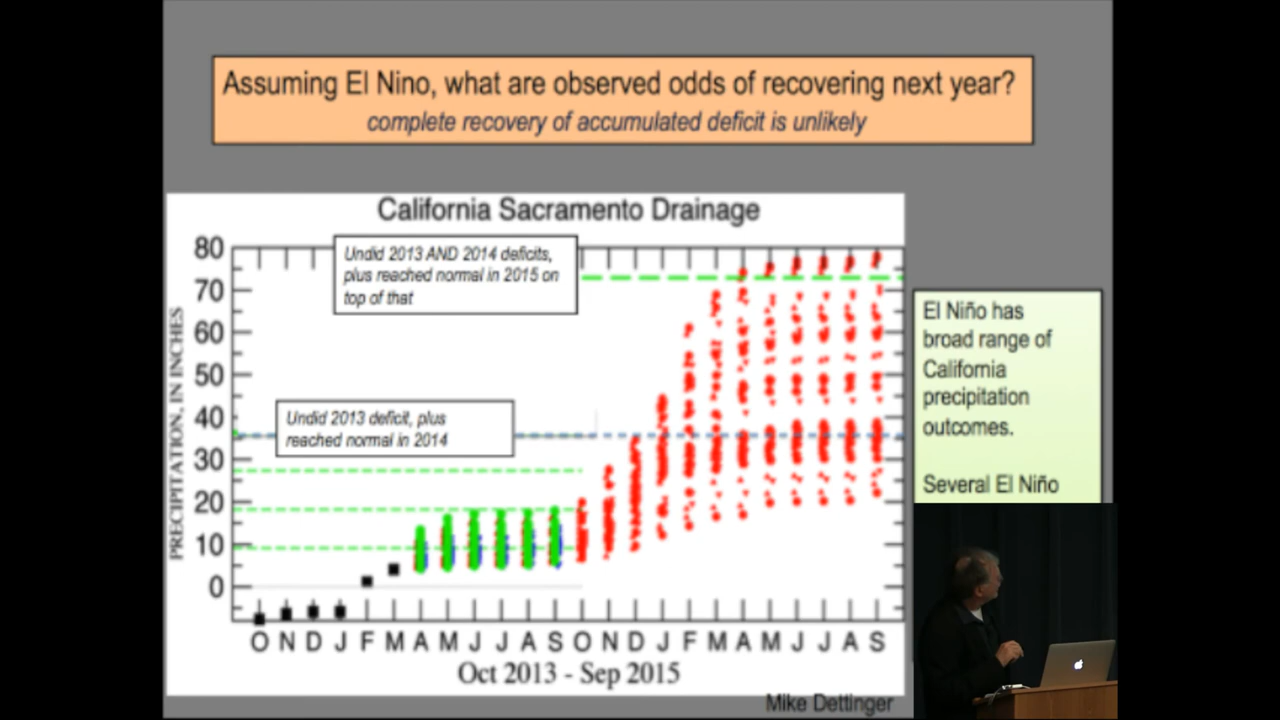 Assuming El Nino, what are observed odds of recovering next year?
complete recovery of accumulated deficit is unlikely
California Sacramento Drainage
Undid 2013 AND 2014 deficits,
plus reached normal in 2015 on
top of that
Undid 2013 deficit, plus
reached normal in 2014
PRECIPITATION, IN INCHES
80
70
60
50
40
30
20
10
0
O N D J F M A M J J A S O N D J F M A M J J A S
Oct 2013 - Sep 2015
El Niño has
broad range of
California
precipitation
outcomes.
Several El Niño
Mike Dettinger